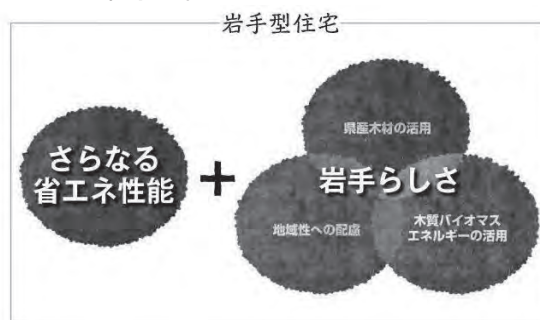 岩手型住宅
さらなる
省エネ性能
+
岩手らしさ
県産木材の活用
地域性への配慮
木質バイオマス
エネルギーの活用